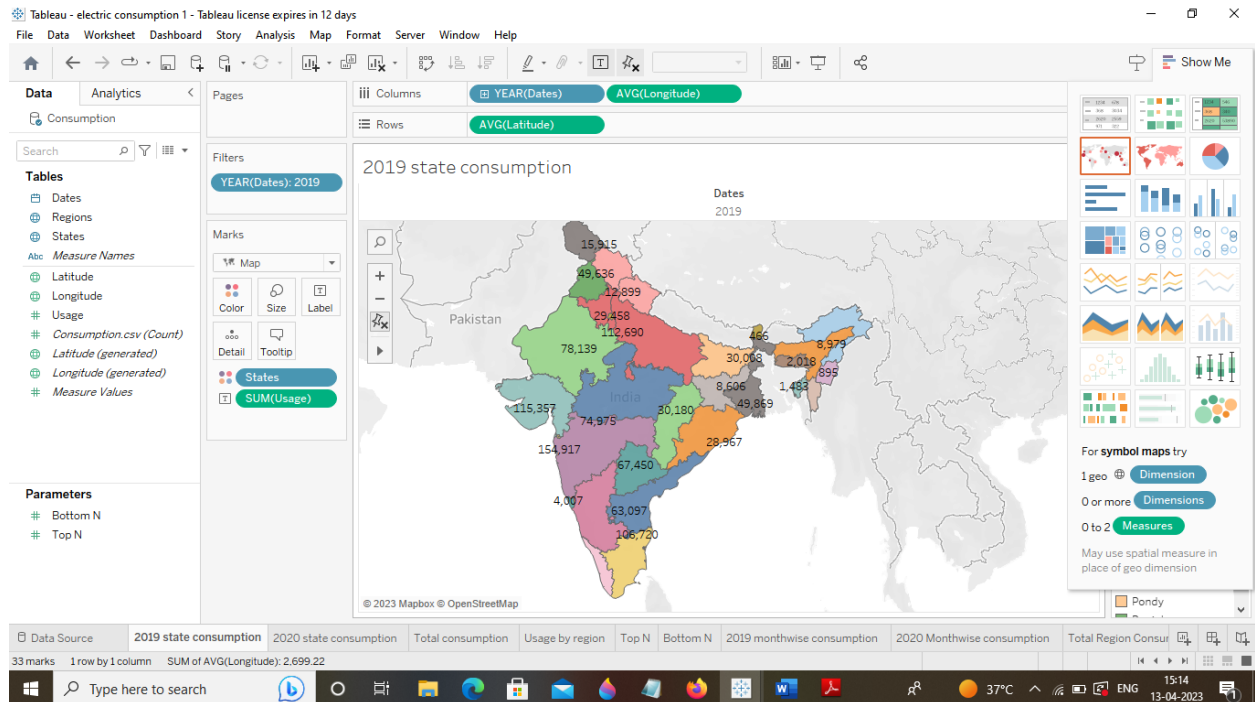 Tableau - electric consumption 1 - Tableau license expires in 12 days
File Data Worksheet Dashboard Story Analysis Map Format Server Window Help
Show Me
Data Analytics
Consumption
Search
Tables
Dates
Regions
States
Abc Measure Names
Latitude
Longitude
Usage
Consumption.csv (Count)
Latitude (generated)
Longitude (generated)
Measure Values
Parameters
Bottom N
Top N
Pages
Filters
YEAR(Dates): 2019
Marks
Map
Color Size Label
Detail Tooltip
States
SUM(Usage)
Columns YEAR(Dates) AVG(Longitude)
Rows AVG(Latitude)
2019 state consumption
Dates
2019
15,915
49,636
12,899
Pakistan
29,458
112,690
78,139
466
8,979
30,008
2,018
895
8,606
1,483
India
49,869
115,357
30,180
74,975
28,967
154,917
67,450
4,007
63,097
106,720
© 2023 Mapbox © OpenStreetMap
For symbol maps try
1 geo Dimension
0 or more Dimensions
0 to 2 Measures
May use spatial measure in
place of geo dimension
Pondy
Data Source 2019 state consumption 2020 state consumption Total consumption Usage by region Top N Bottom N 2019 monthwise consumption 2020 Monthwise consumption Total Region Consur
33 marks 1 row by 1 column SUM of AVG(Longitude): 2,699.22
Type here to search
37°C ENG
15:14
13-04-2023